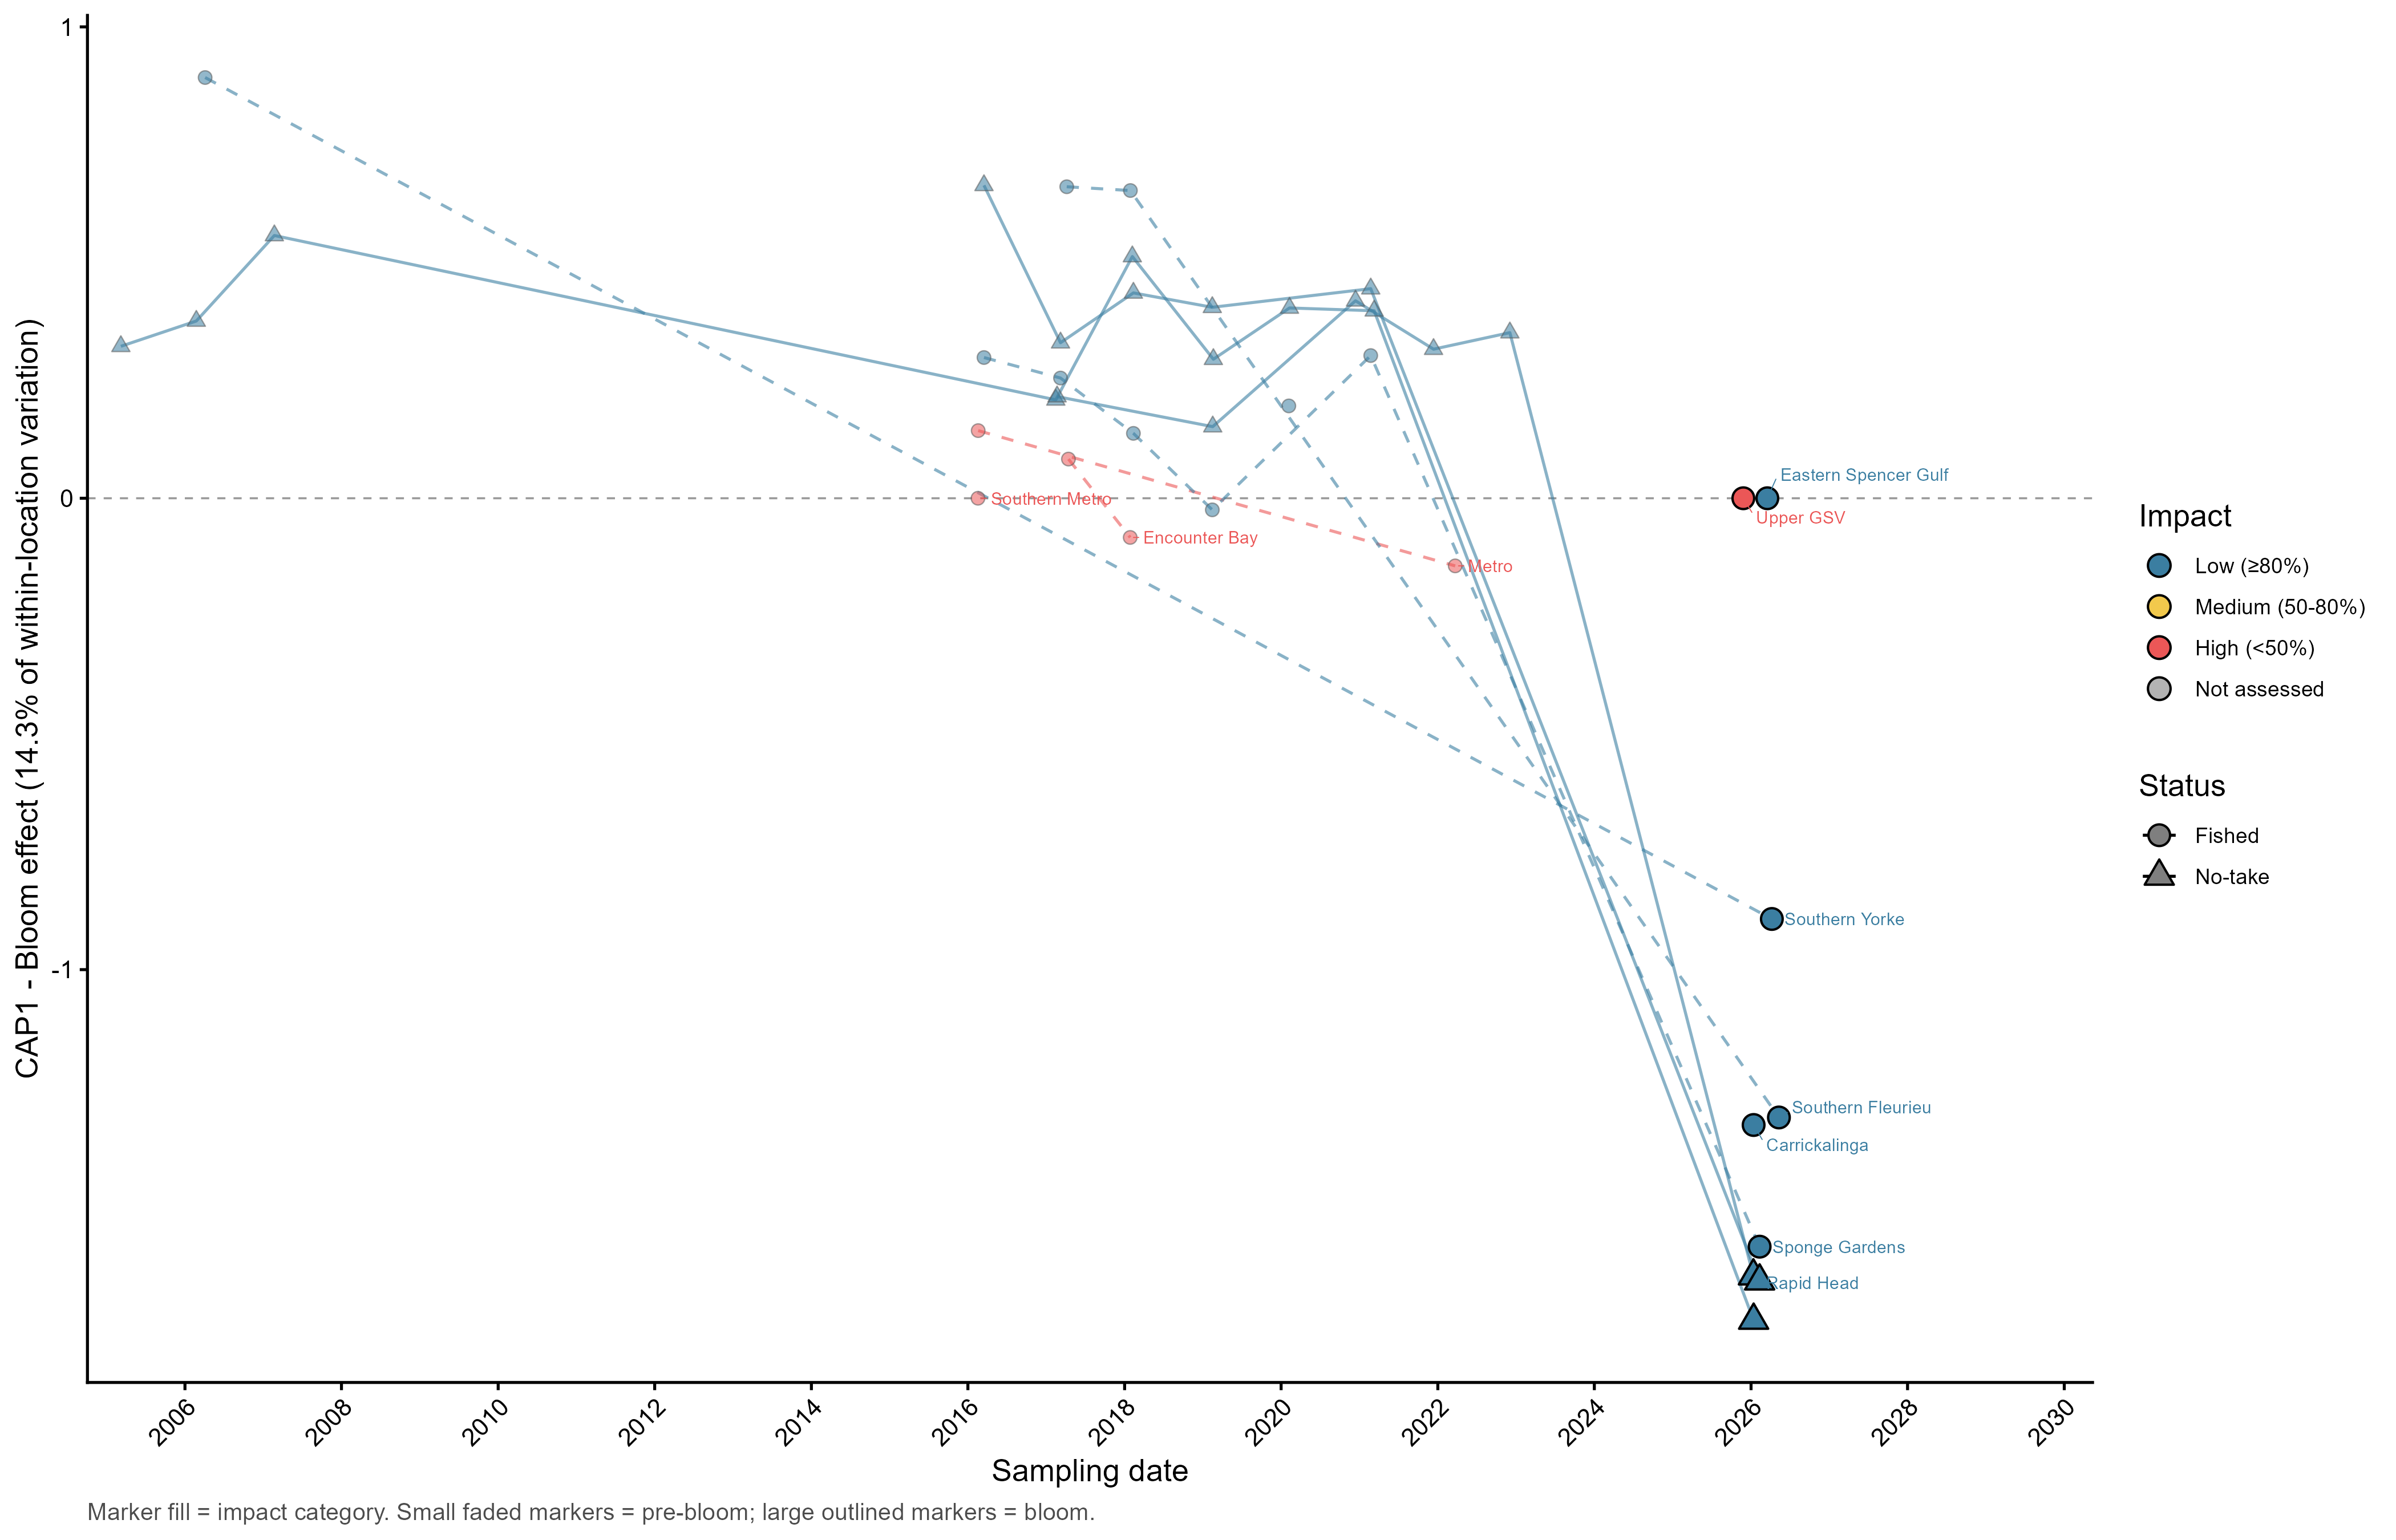 CAP1 - Bloom effect (14.3% of within-location variation)
1
0
-1
Eastern Spencer Gulf
Southern Metro
Upper GSV
Encounter Bay
Metro
Southern Yorke
Southern Fleurieu
Carrickalinga
Sponge Gardens
Rapid Head
2006
2008
2010
2012
2014
2016
2018
2020
2022
2024
2026
2028
2030
Sampling date
Impact
Low (≥80%)
Medium (50-80%)
High (<50%)
Not assessed
Status
Fished
No-take
Marker fill = impact category. Small faded markers = pre-bloom; large outlined markers = bloom.